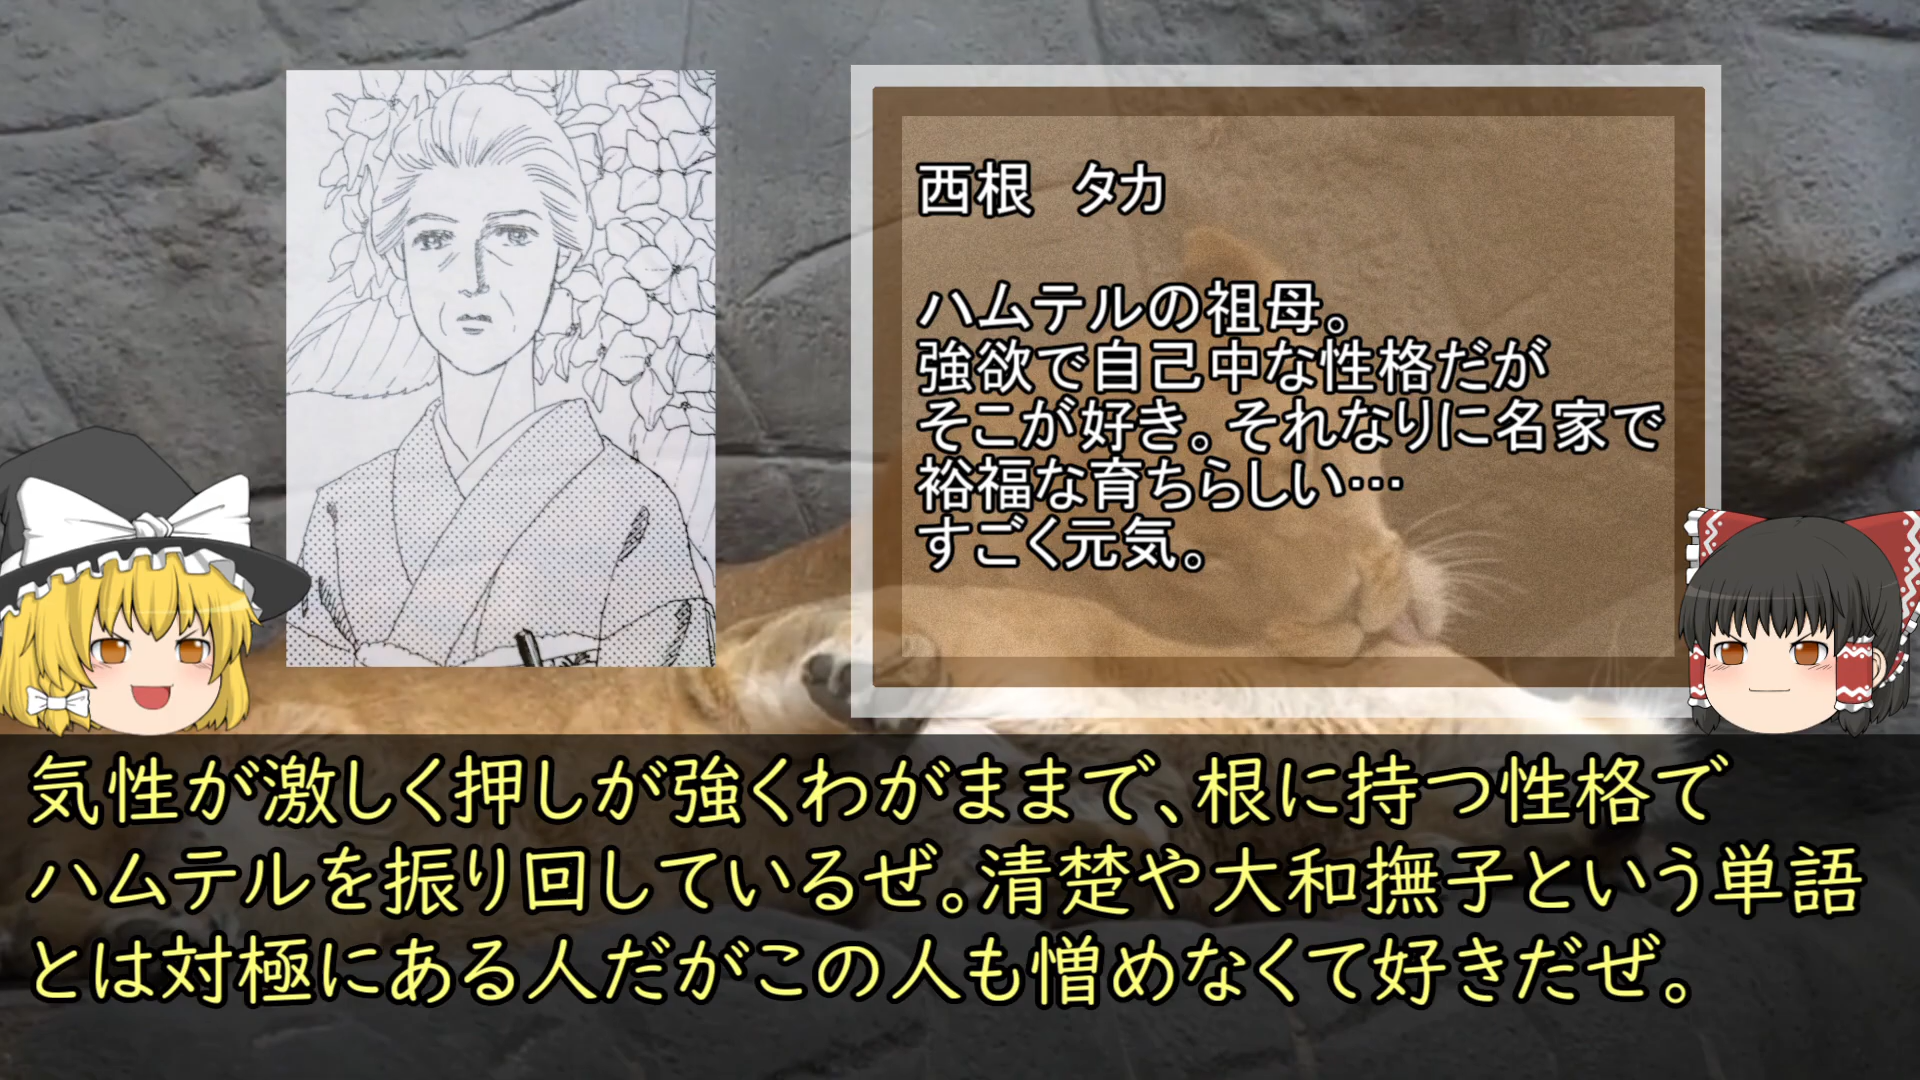 西根　タカ
ハムテルの祖母。
強欲で自己中な性格だが
そこが好き。それなりに名家で
裕福な育ちらしい…
すごく元気。
気性が激しく押しが強くわがままで、根に持つ性格で
ハムテルを振り回しているぜ。清楚や大和撫子という単語
とは対極にある人だがこの人も憎めなくて好きだぜ。